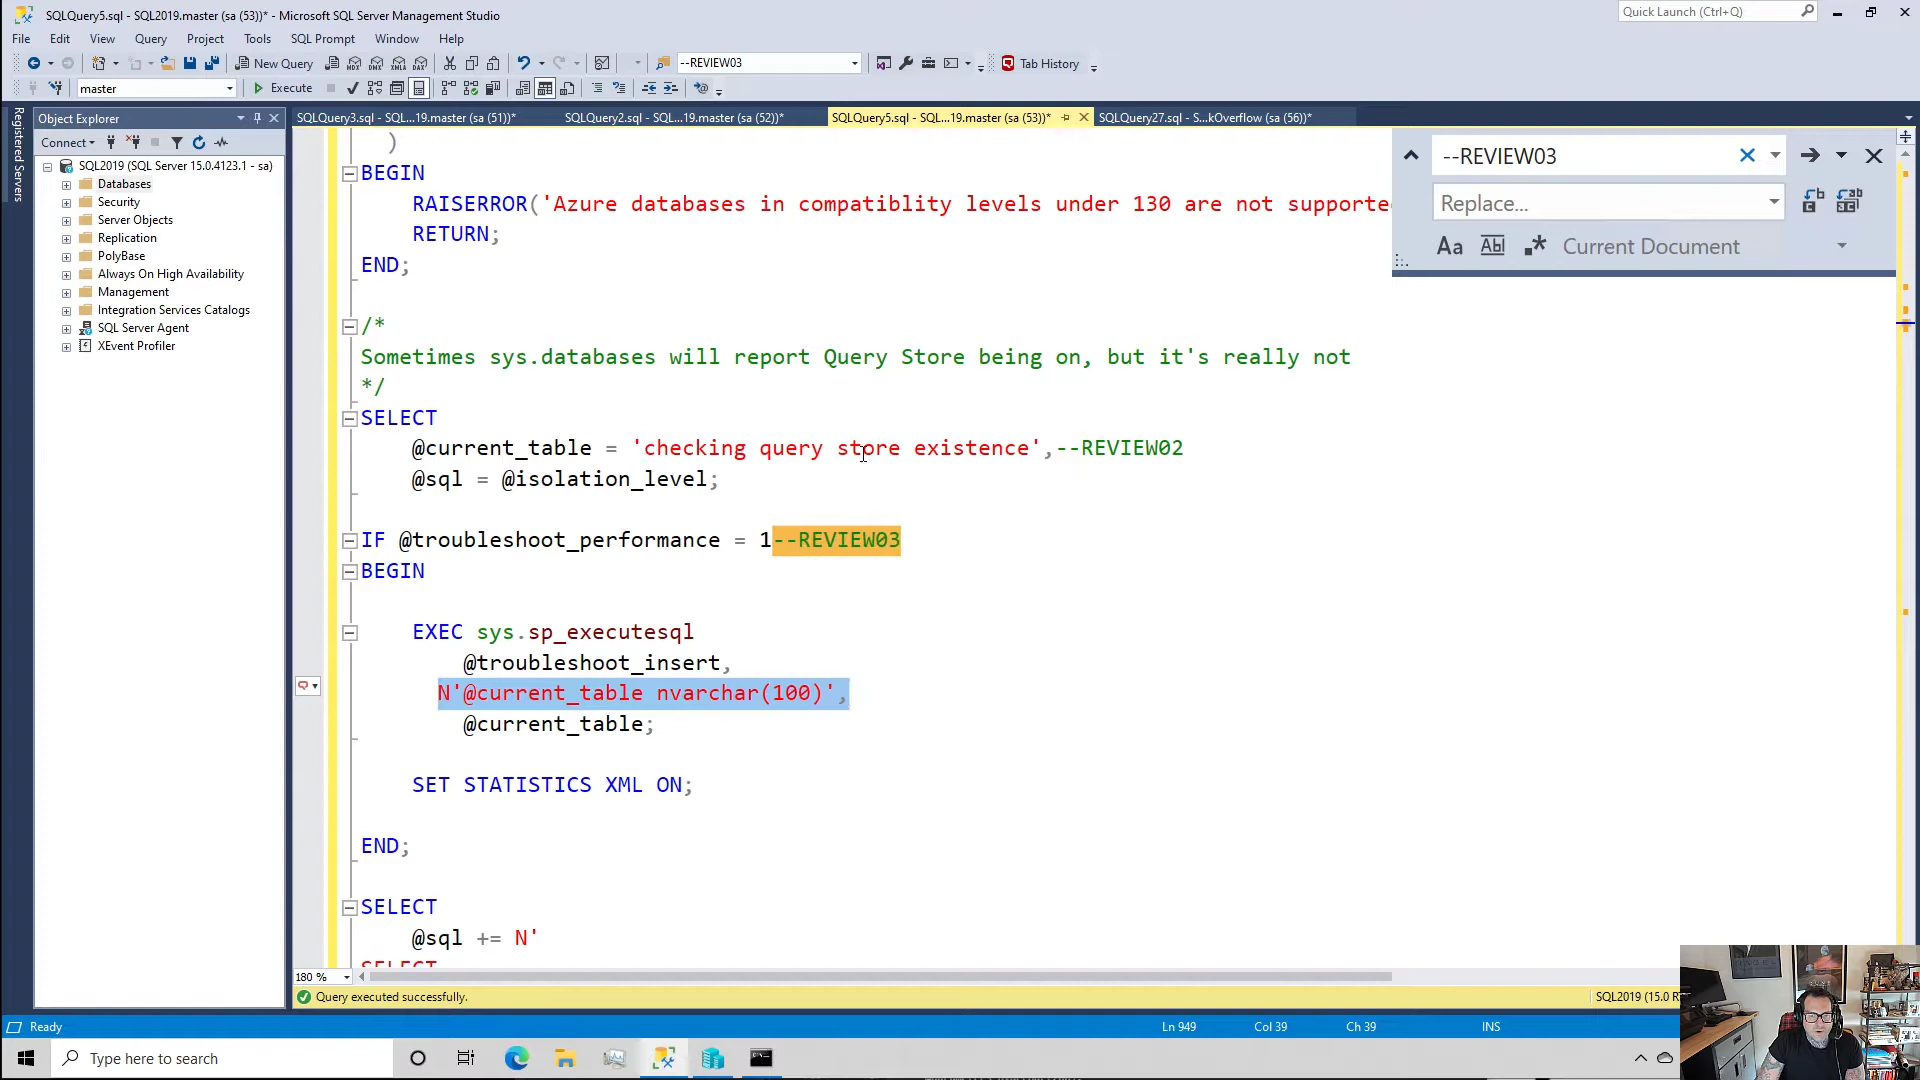 SQLQuery5.sql - SQL2019.master (sa (53))* - Microsoft SQL Server Management Studio
Quick Launch (Ctrl+Q)
File Edit View Query Project Tools SQL Prompt Window Help
New Query
--REVIEW03
Tab History
master
Execute
Registered Servers
Object Explorer
Connect
SQL2019 (SQL Server 15.0.4123.1 - sa)
Databases
Security
Server Objects
Replication
PolyBase
Always On High Availability
Management
Integration Services Catalogs
SQL Server Agent
XEvent Profiler
SQLQuery3.sql - SQL...19.master (sa (51))*
SQLQuery2.sql - SQL...19.master (sa (52))*
SQLQuery5.sql - SQL...19.master (sa (53))*
SQLQuery27.sql - S...kOverflow (sa (56))*
--REVIEW03
Replace...
Aa Abl Current Document
)
BEGIN
RAISERROR('Azure databases in compatiblity levels under 130 are not supporte
RETURN;
END;
/*
Sometimes sys.databases will report Query Store being on, but it's really not
*/
SELECT
@current_table = 'checking query store existence',--REVIEW02
@sql = @isolation_level;
IF @troubleshoot_performance = 1--REVIEW03
BEGIN
EXEC sys.sp_executesql
@troubleshoot_insert,
N'@current_table nvarchar(100)',
@current_table;
SET STATISTICS XML ON;
END;
SELECT
@sql += N'
SELECT
180 %
Query executed successfully.
SQL2019 (15.0 RT
Ready
Ln 949
Col 39
Ch 39
INS
Type here to search